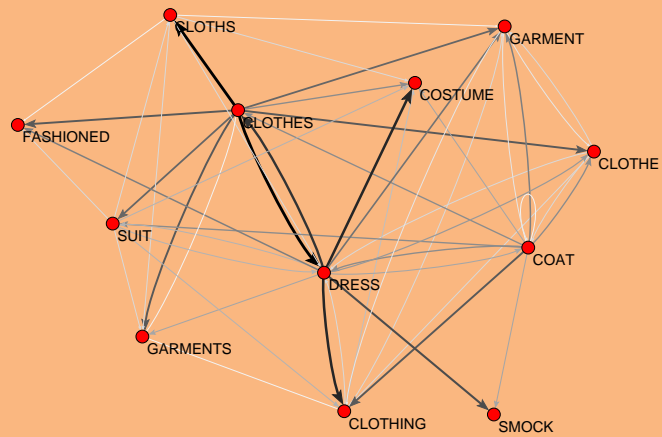 CLOTHS
GARMENT
COSTUME
CLOTHES
FASHIONED
CLOTHE
SUIT
COAT
DRESS
GARMENTS
CLOTHING
SMOCK